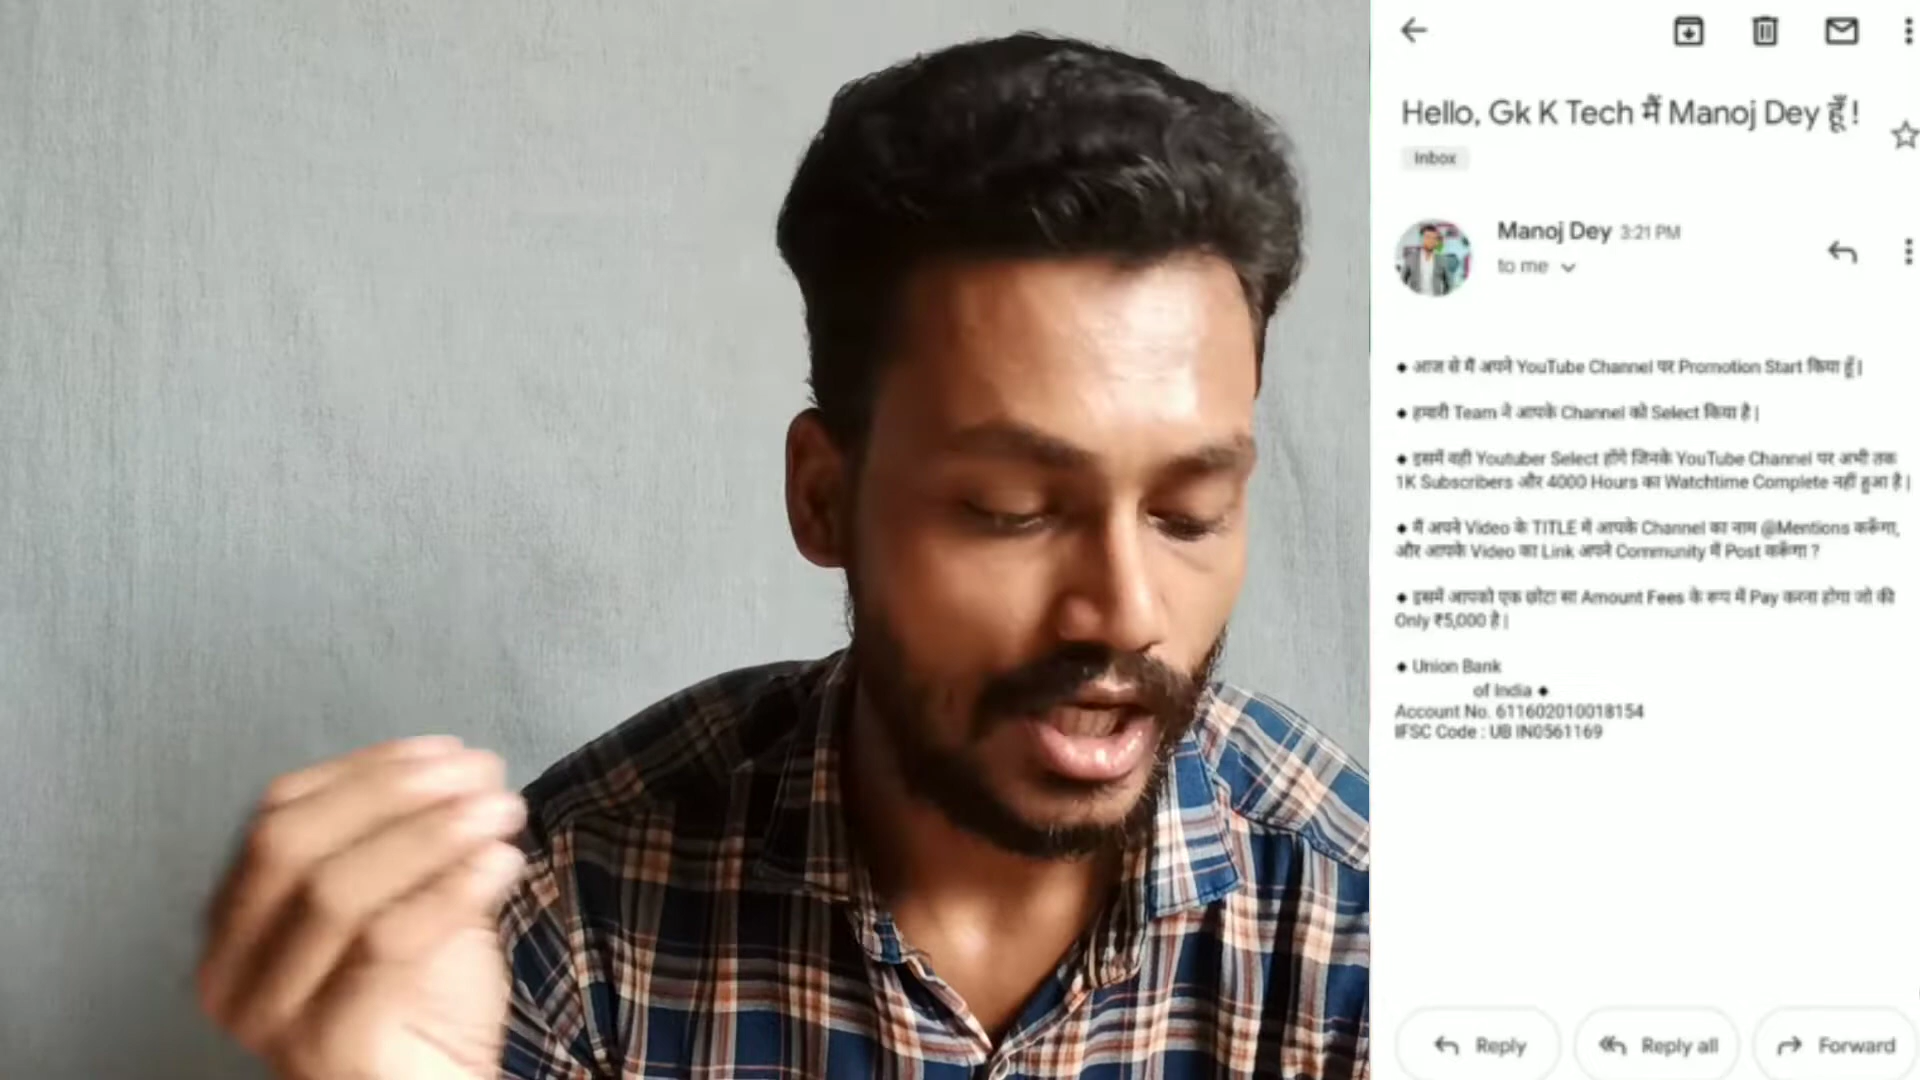 Hello, Gk K Tech मैं Manoj Dey हूँ !
Inbox
Manoj Dey 3:21 PM
to me
◆ आज से मैं अपने YouTube Channel पर Promotion Start किया हूँ |
◆ हमारी Team ने आपके Channel को Select किया है |
◆ इसमें वही Youtuber Select होंगे जिनके YouTube Channel पर अभी तक
1K Subscribers और 4000 Hours का Watchtime Complete नहीं हुआ है |
◆ मैं अपने Video के TITLE में आपके Channel का नाम @Mentions करूँगा,
और आपके Video का Link अपने Community में Post करूँगा ?
◆ इसमें आपको एक छोटा सा Amount Fees के रूप में Pay करना होगा जो की
Only ₹5,000 है |
◆ Union Bank
of India ◆
Account No. 611602010018154
IFSC Code : UB IN0561169
Reply
Reply all
Forward